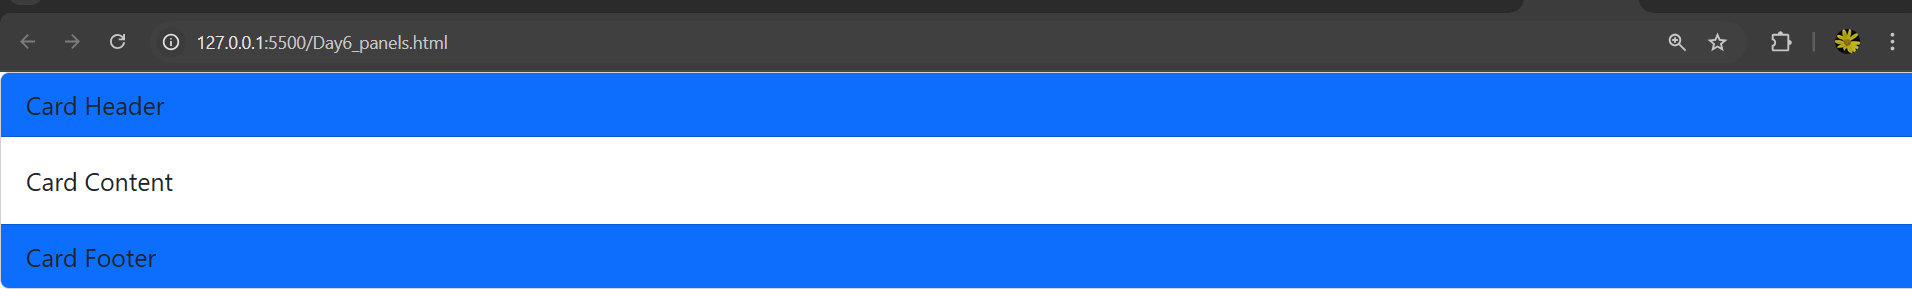 127.0.0.1:5500/Day6_panels.html
Card Header
Card Content
Card Footer